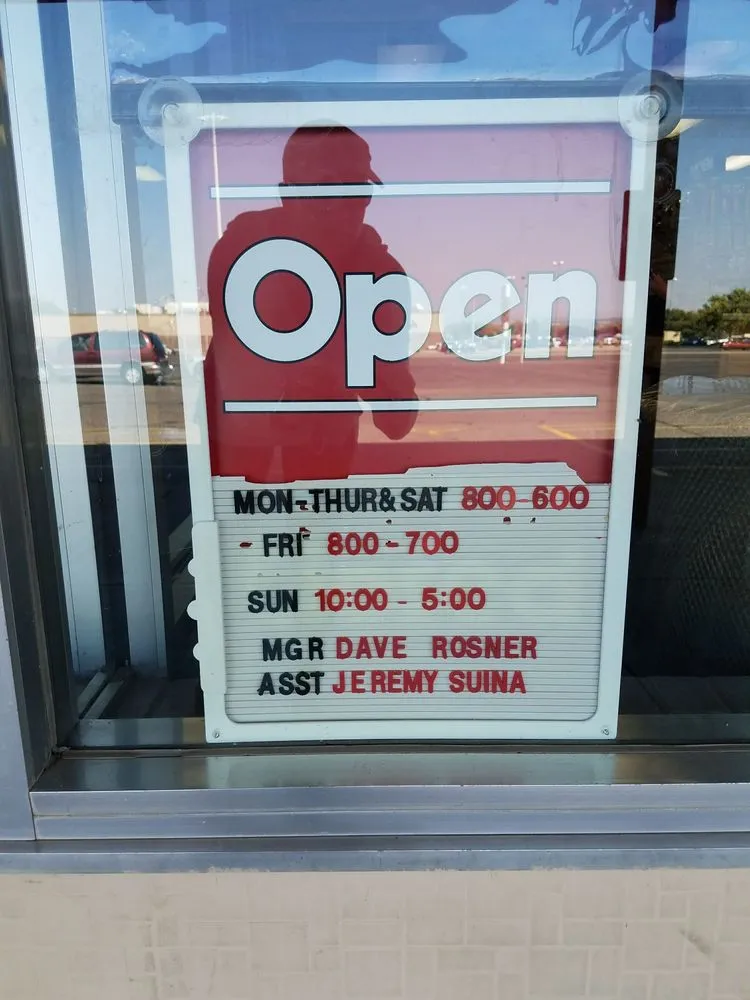 Open
MON-THUR&SAT 800-600
- FRI 800-700
SUN 10:00 - 5:00
MGR DAVE ROSNER
ASST JEREMY SUINA